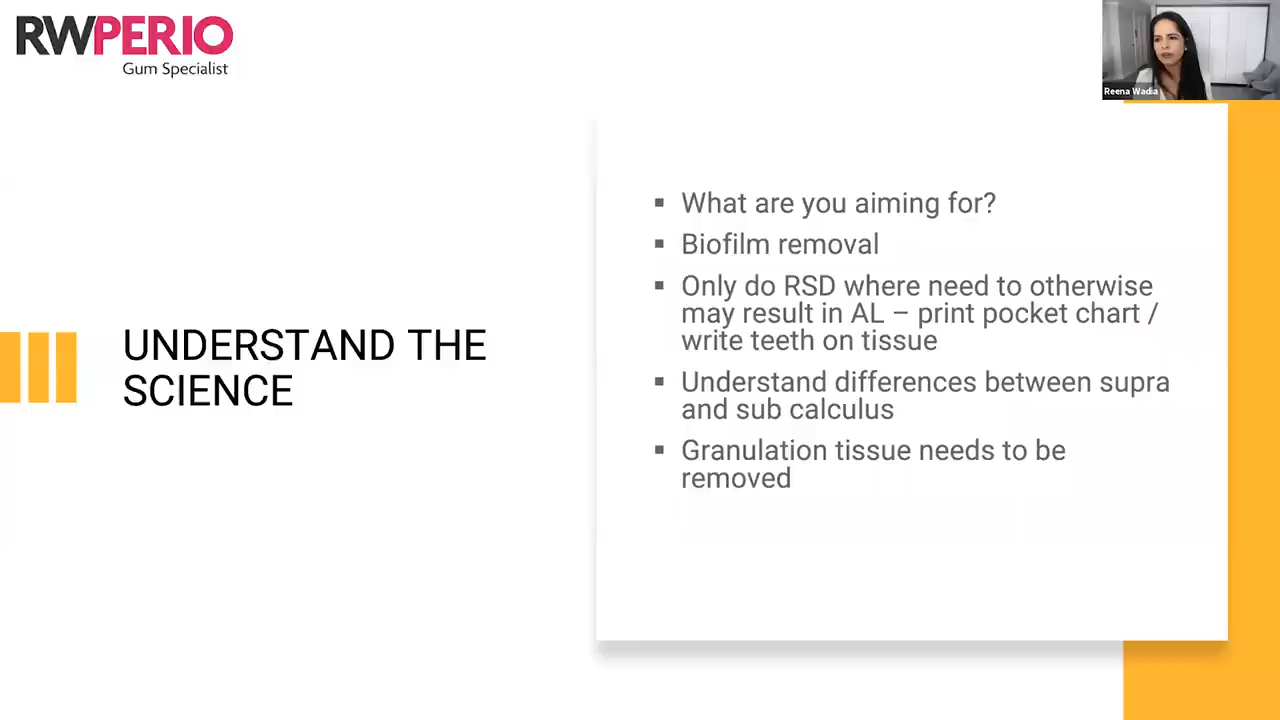 RWPERIO
Gum Specialist
Reena Wadia
UNDERSTAND THE
SCIENCE
▪ What are you aiming for?
▪ Biofilm removal
▪ Only do RSD where need to otherwise
may result in AL – print pocket chart /
write teeth on tissue
▪ Understand differences between supra
and sub calculus
▪ Granulation tissue needs to be
removed